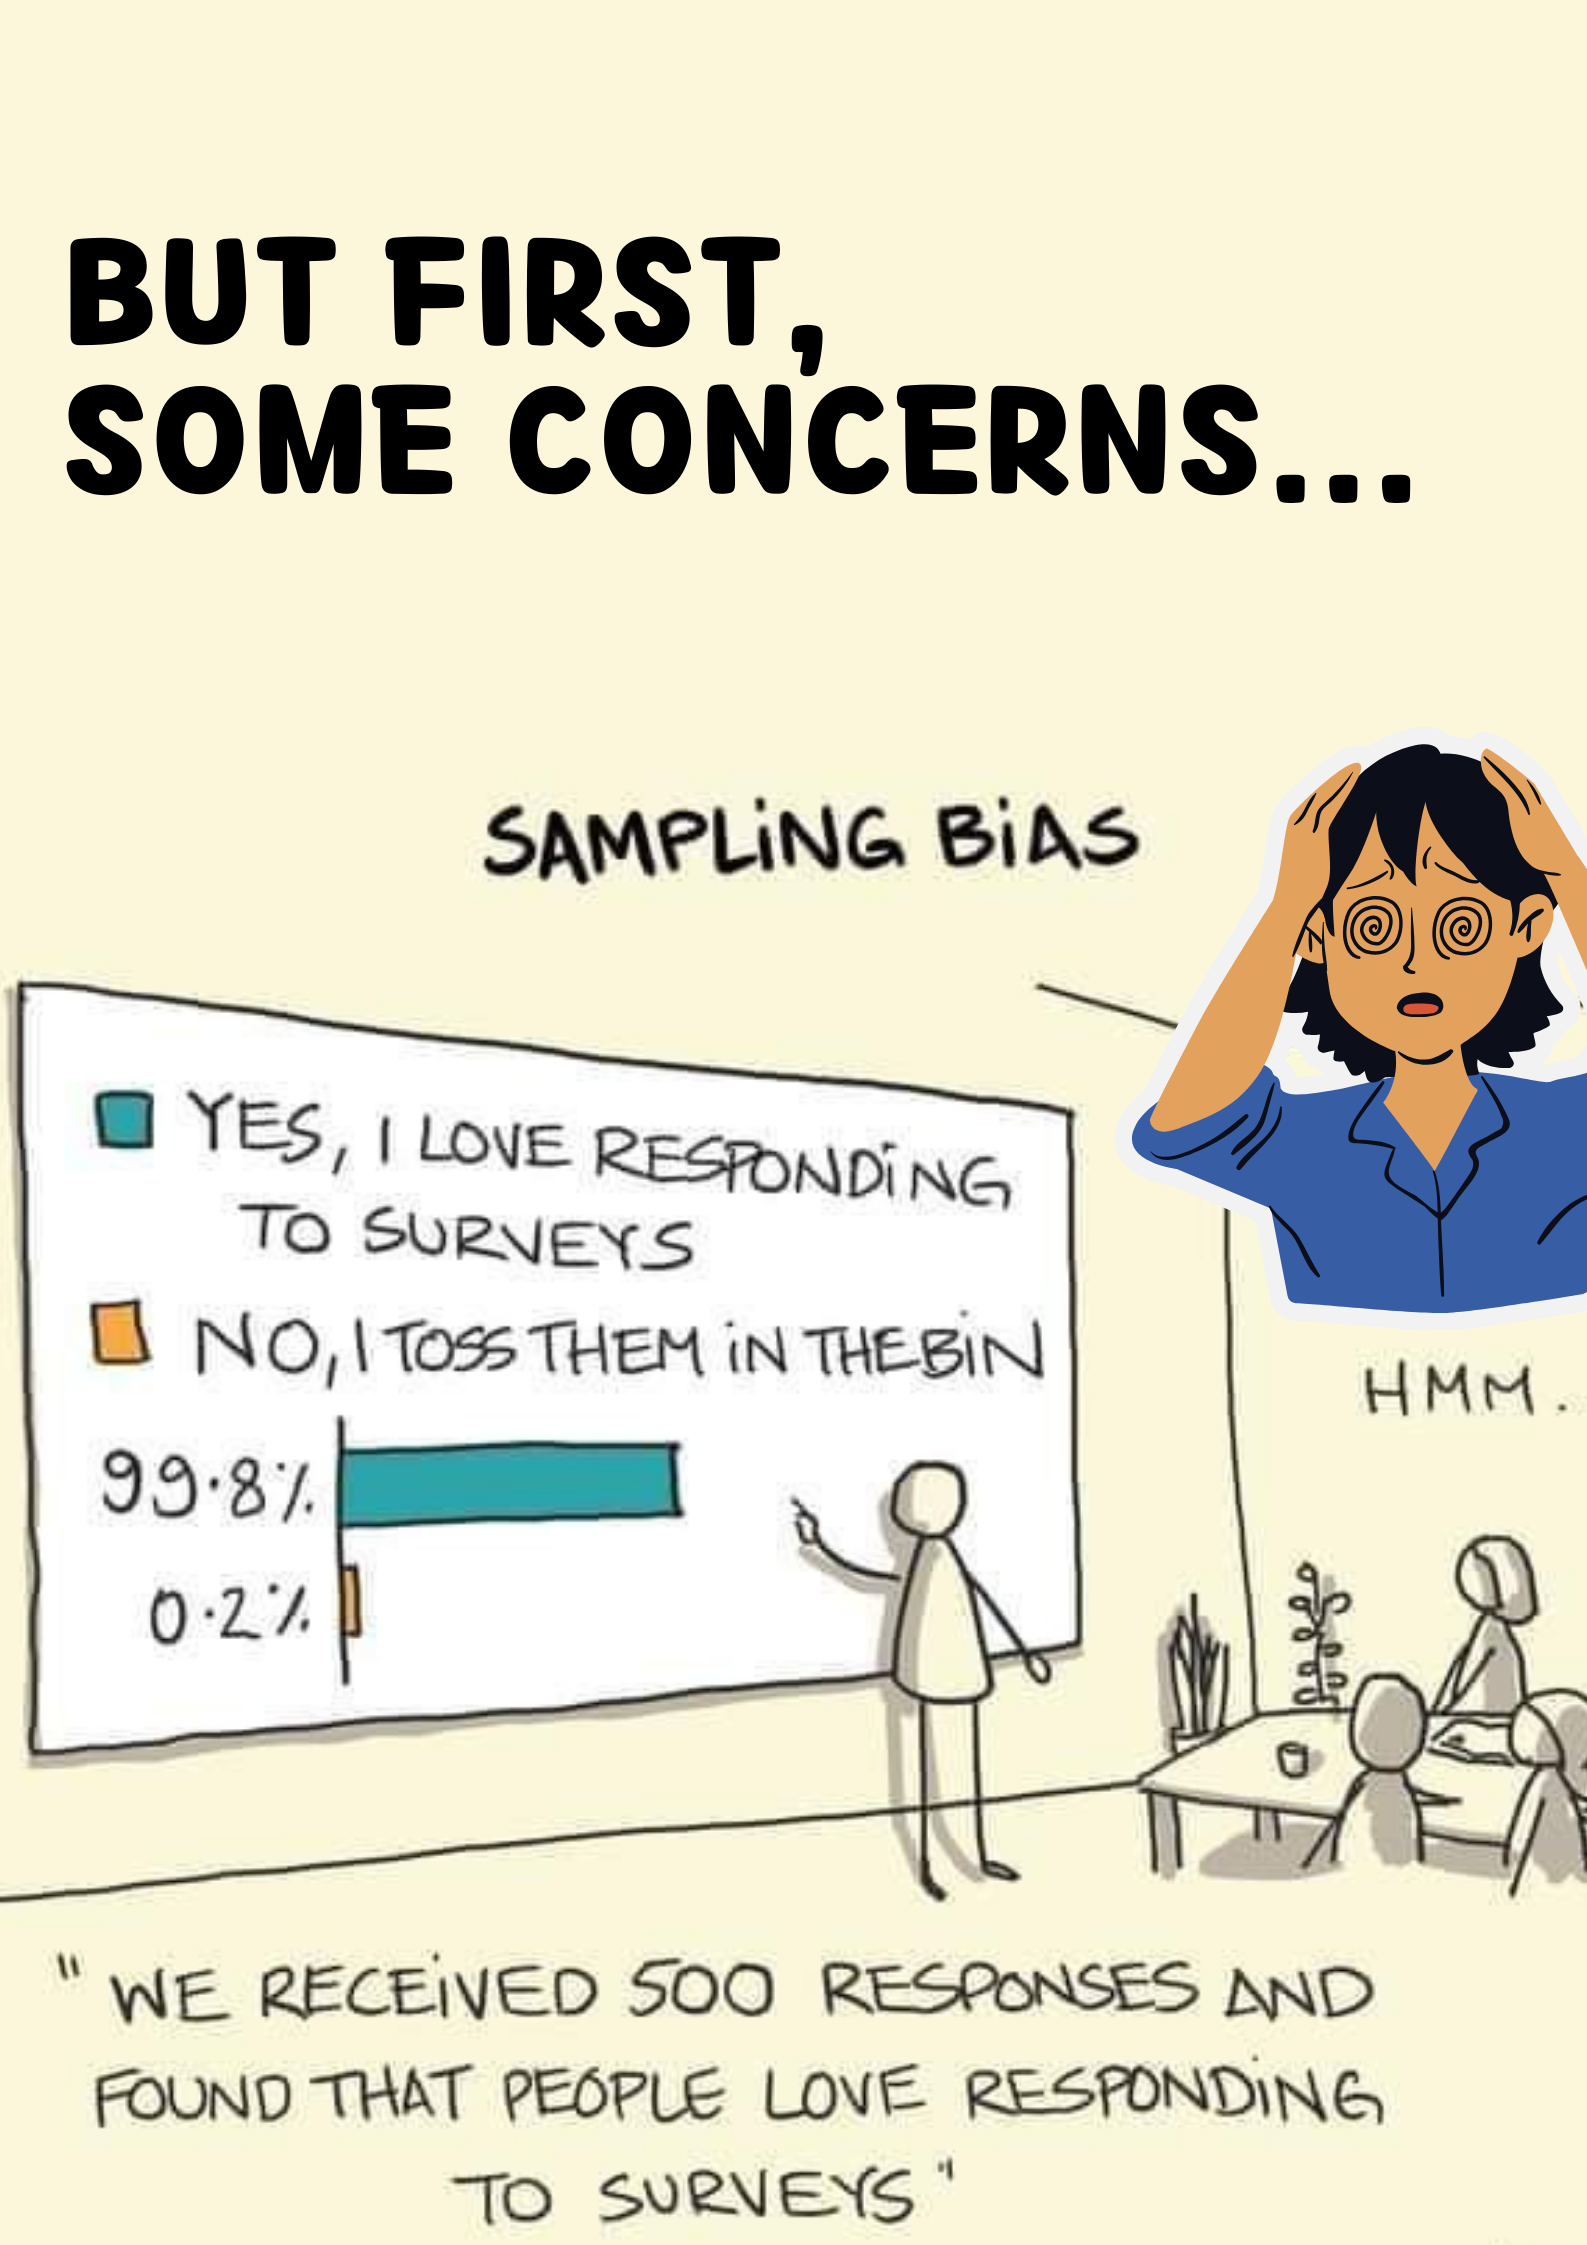 BUT FIRST,
SOME CONCERNS...
SAMPLING BIAS
YES, I LOVE RESPONDING
TO SURVEYS
NO, I TOSS THEM IN THE BIN
99.8%
0.2%
HMM.
"WE RECEIVED 500 RESPONSES AND
FOUND THAT PEOPLE LOVE RESPONDING
TO SURVEYS"